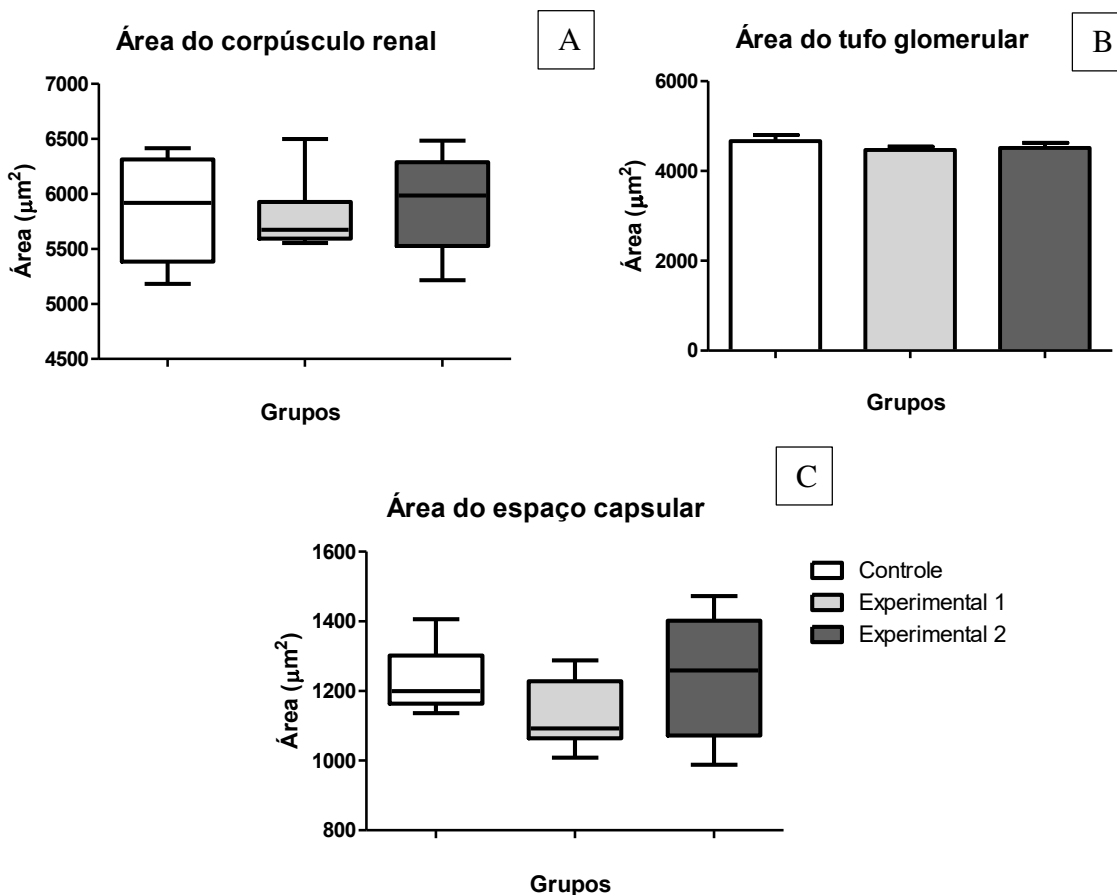 Área do corpúsculo renal
A
7000
6500
6000
5500
5000
4500
Área (μm²)
Grupos
Área do tufo glomerular
B
6000
4000
2000
0
Área (μm²)
Grupos
C
Área do espaço capsular
1600
1400
1200
1000
800
Área (μm²)
Grupos
Controle
Experimental 1
Experimental 2